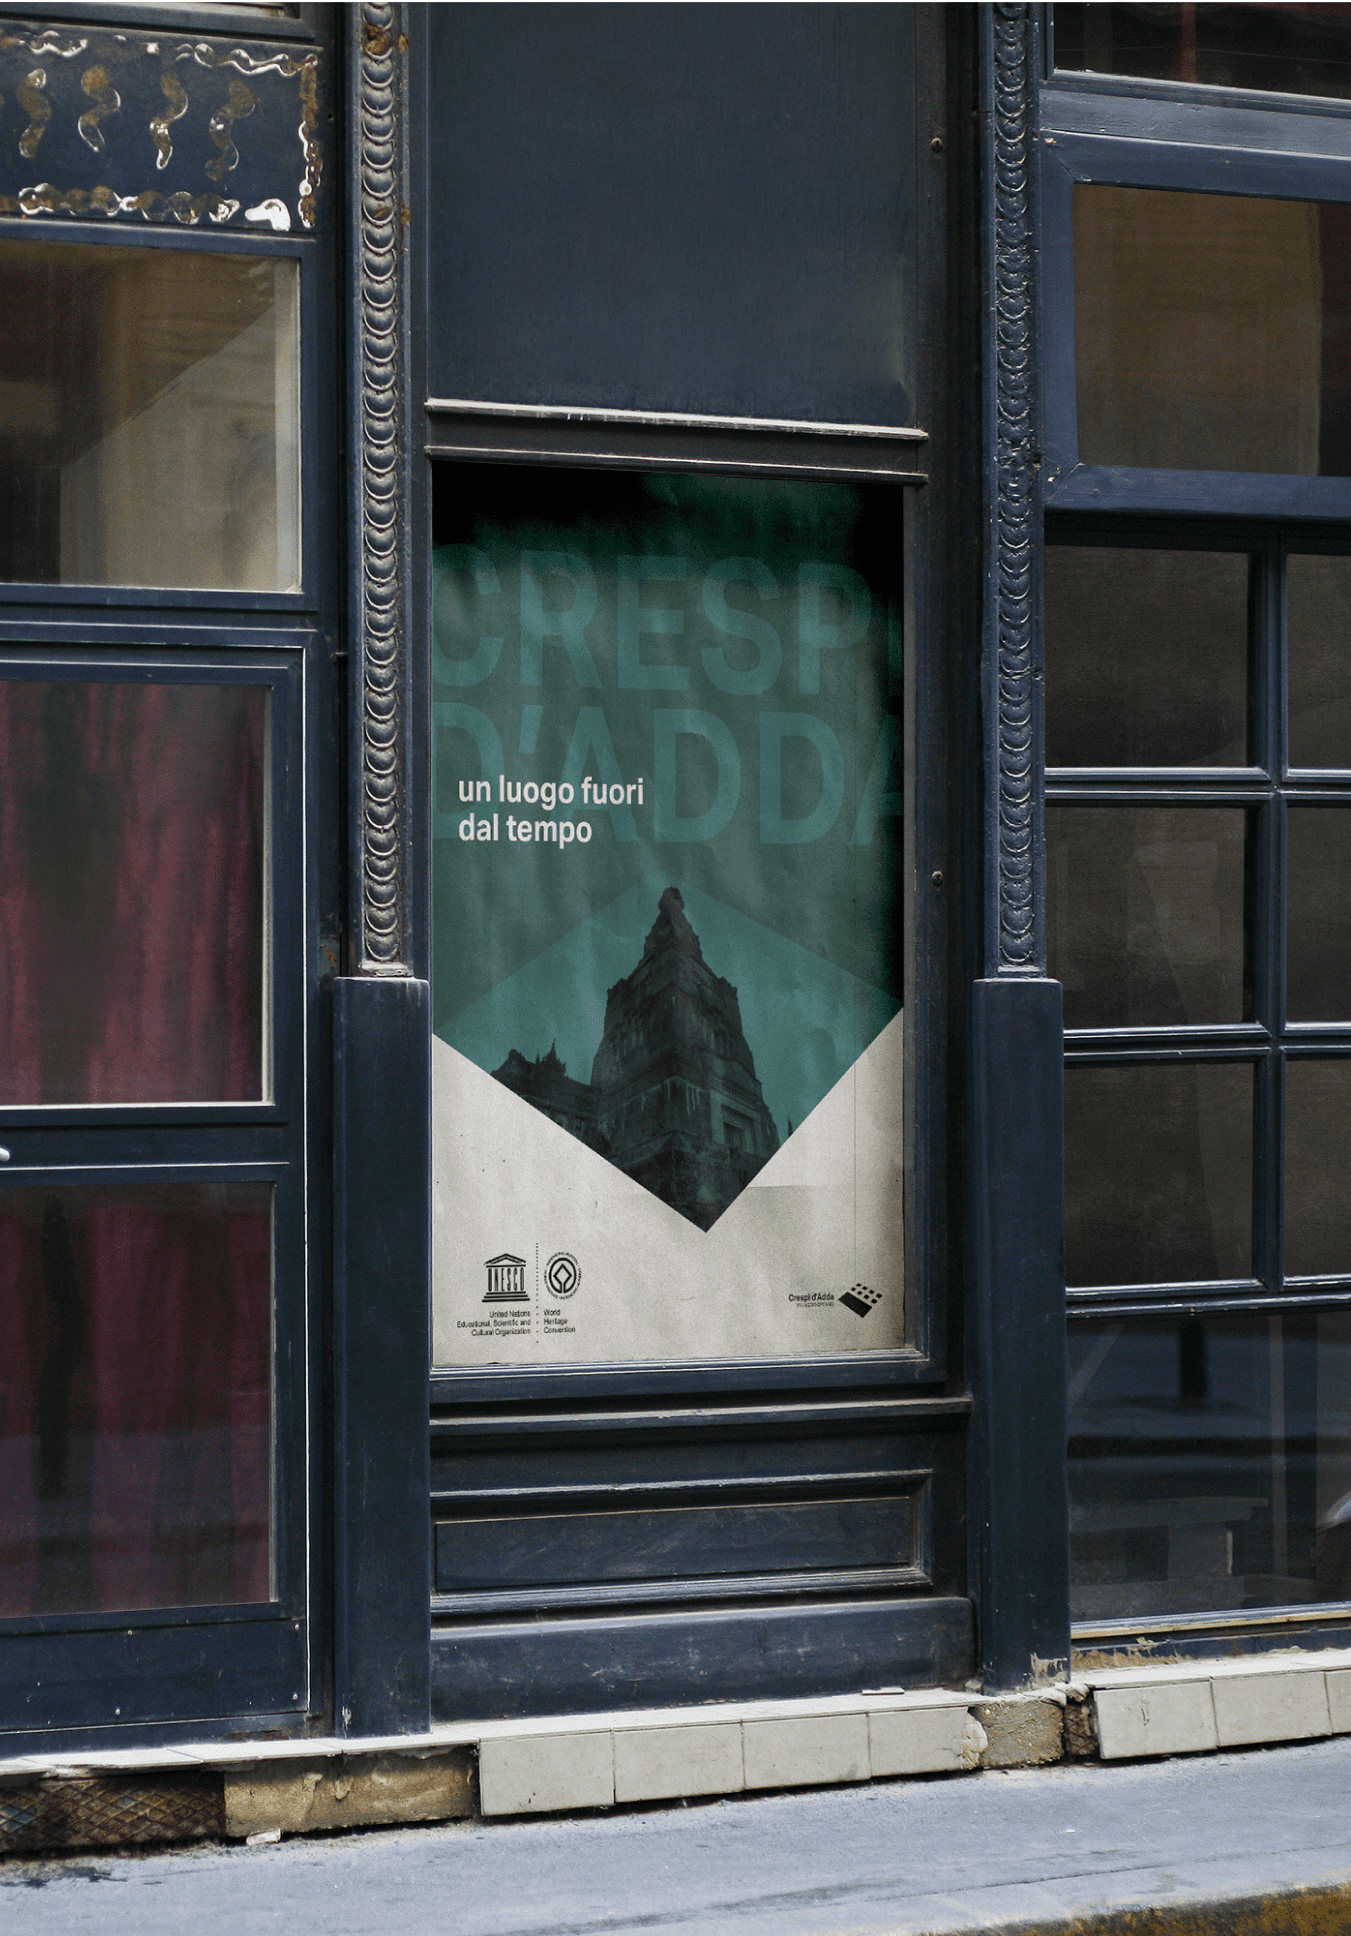 CRESPI
D'ADDA
un luogo fuori
dal tempo
UNESCO
United Nations
Educational, Scientific and
Cultural Organization
World
Heritage
Convention
Crespi d'Adda